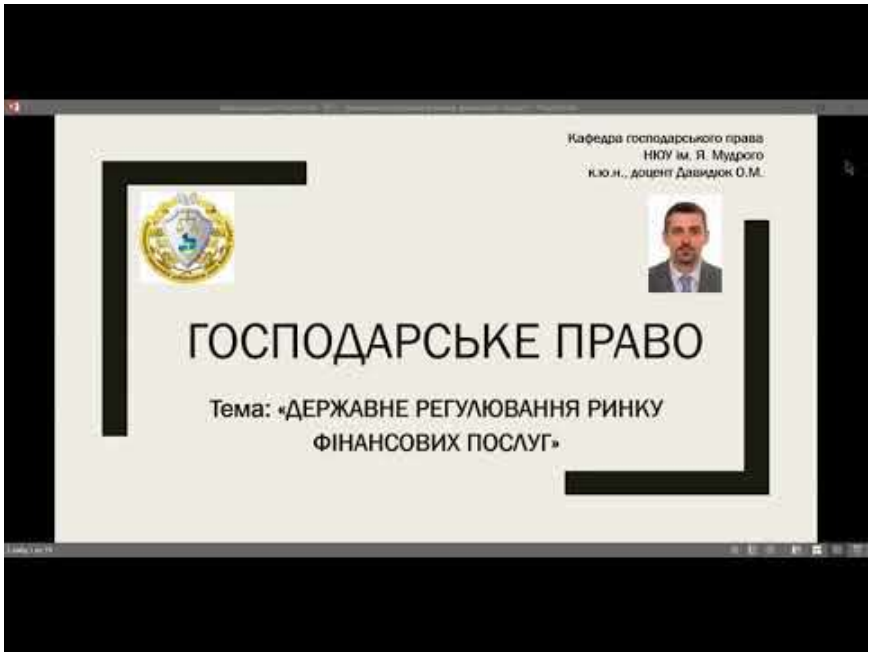 Кафедра господарського права
НЮУ ім. Я. Мудрого
к.ю.н., доцент Давидюк О.М.
ГОСПОДАРСЬКЕ ПРАВО
Тема: «ДЕРЖАВНЕ РЕГУЛЮВАННЯ РИНКУ
ФІНАНСОВИХ ПОСЛУГ»